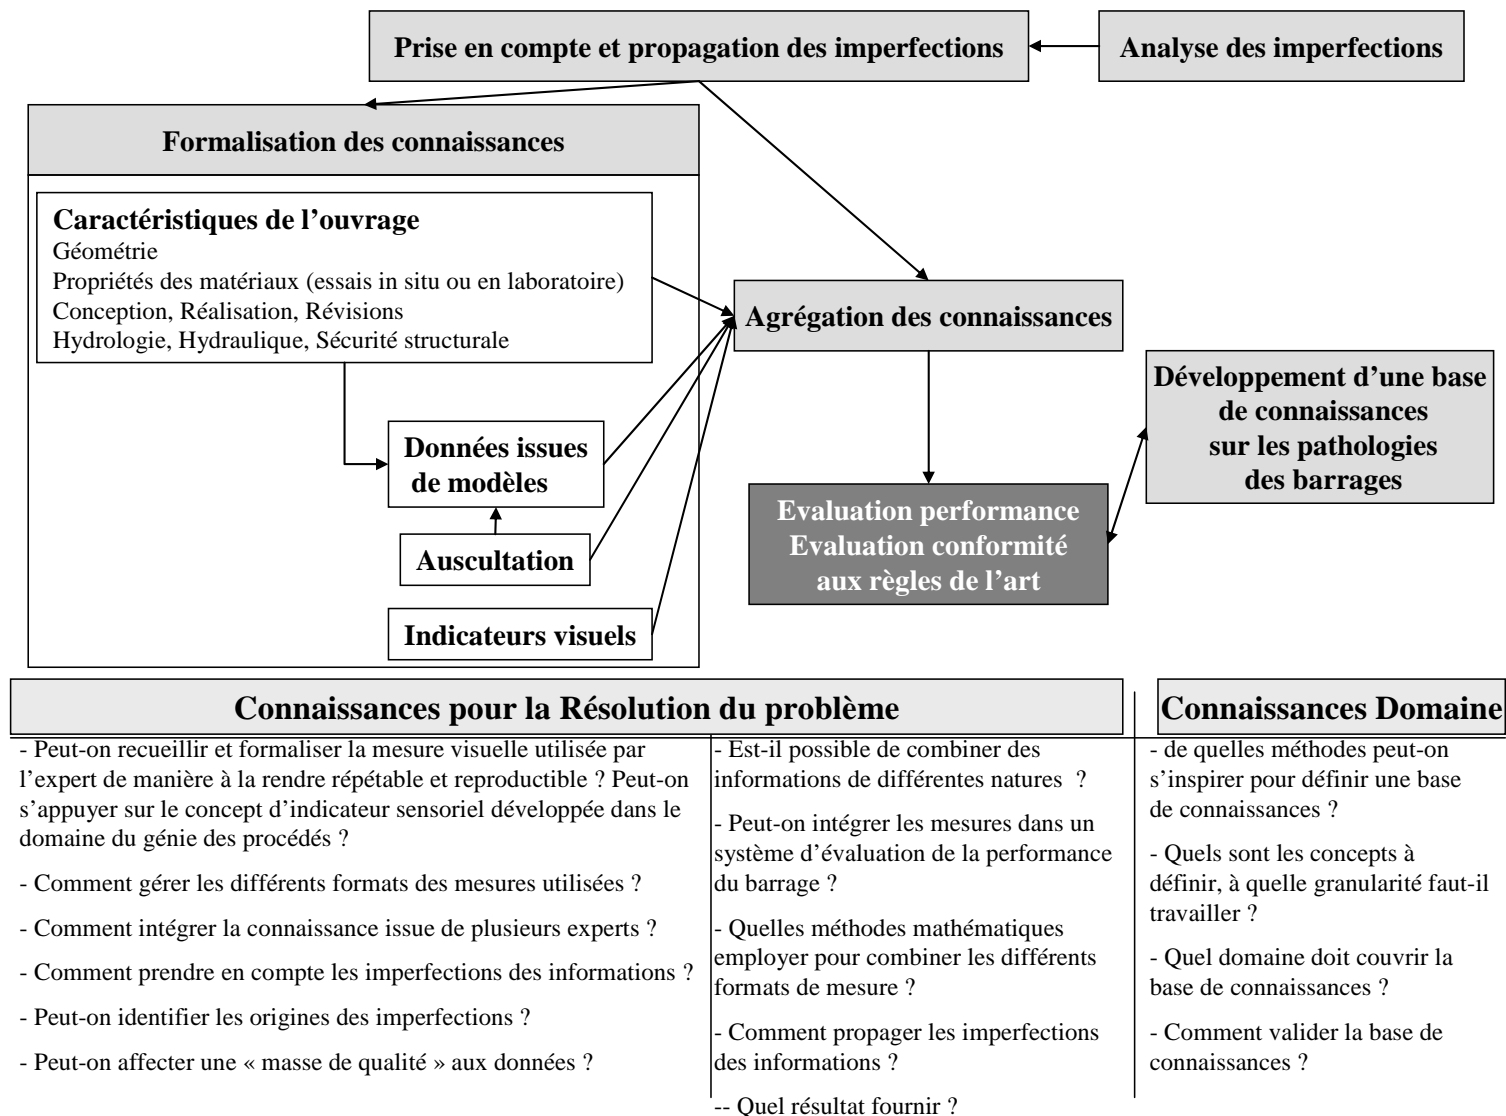 Prise en compte et propagation des imperfections
Analyse des imperfections
Formalisation des connaissances
Caractéristiques de l’ouvrage
Géométrie
Propriétés des matériaux (essais in situ ou en laboratoire)
Conception, Réalisation, Révisions
Hydrologie, Hydraulique, Sécurité structurale
Agrégation des connaissances
Données issues
de modèles
Auscultation
Indicateurs visuels
Développement d’une base
de connaissances
sur les pathologies
des barrages
Evaluation performance
Evaluation conformité
aux règles de l’art
Connaissances pour la Résolution du problème
- Peut-on recueillir et formaliser la mesure visuelle utilisée par
l’expert de manière à la rendre répétable et reproductible ? Peut-on
s’appuyer sur le concept d’indicateur sensoriel développée dans le
domaine du génie des procédés ?
- Comment gérer les différents formats des mesures utilisées ?
- Comment intégrer la connaissance issue de plusieurs experts ?
- Comment prendre en compte les imperfections des informations ?
- Peut-on identifier les origines des imperfections ?
- Peut-on affecter une « masse de qualité » aux données ?
- Est-il possible de combiner des
informations de différentes natures ?
- Peut-on intégrer les mesures dans un
système d’évaluation de la performance
du barrage ?
- Quelles méthodes mathématiques
employer pour combiner les différents
formats de mesure ?
- Comment propager les imperfections
des informations ?
-- Quel résultat fournir ?
Connaissances Domaine
- de quelles méthodes peut-on
s’inspirer pour définir une base
de connaissances ?
- Quels sont les concepts à
définir, à quelle granularité faut-il
travailler ?
- Quel domaine doit couvrir la
base de connaissances ?
- Comment valider la base de
connaissances ?